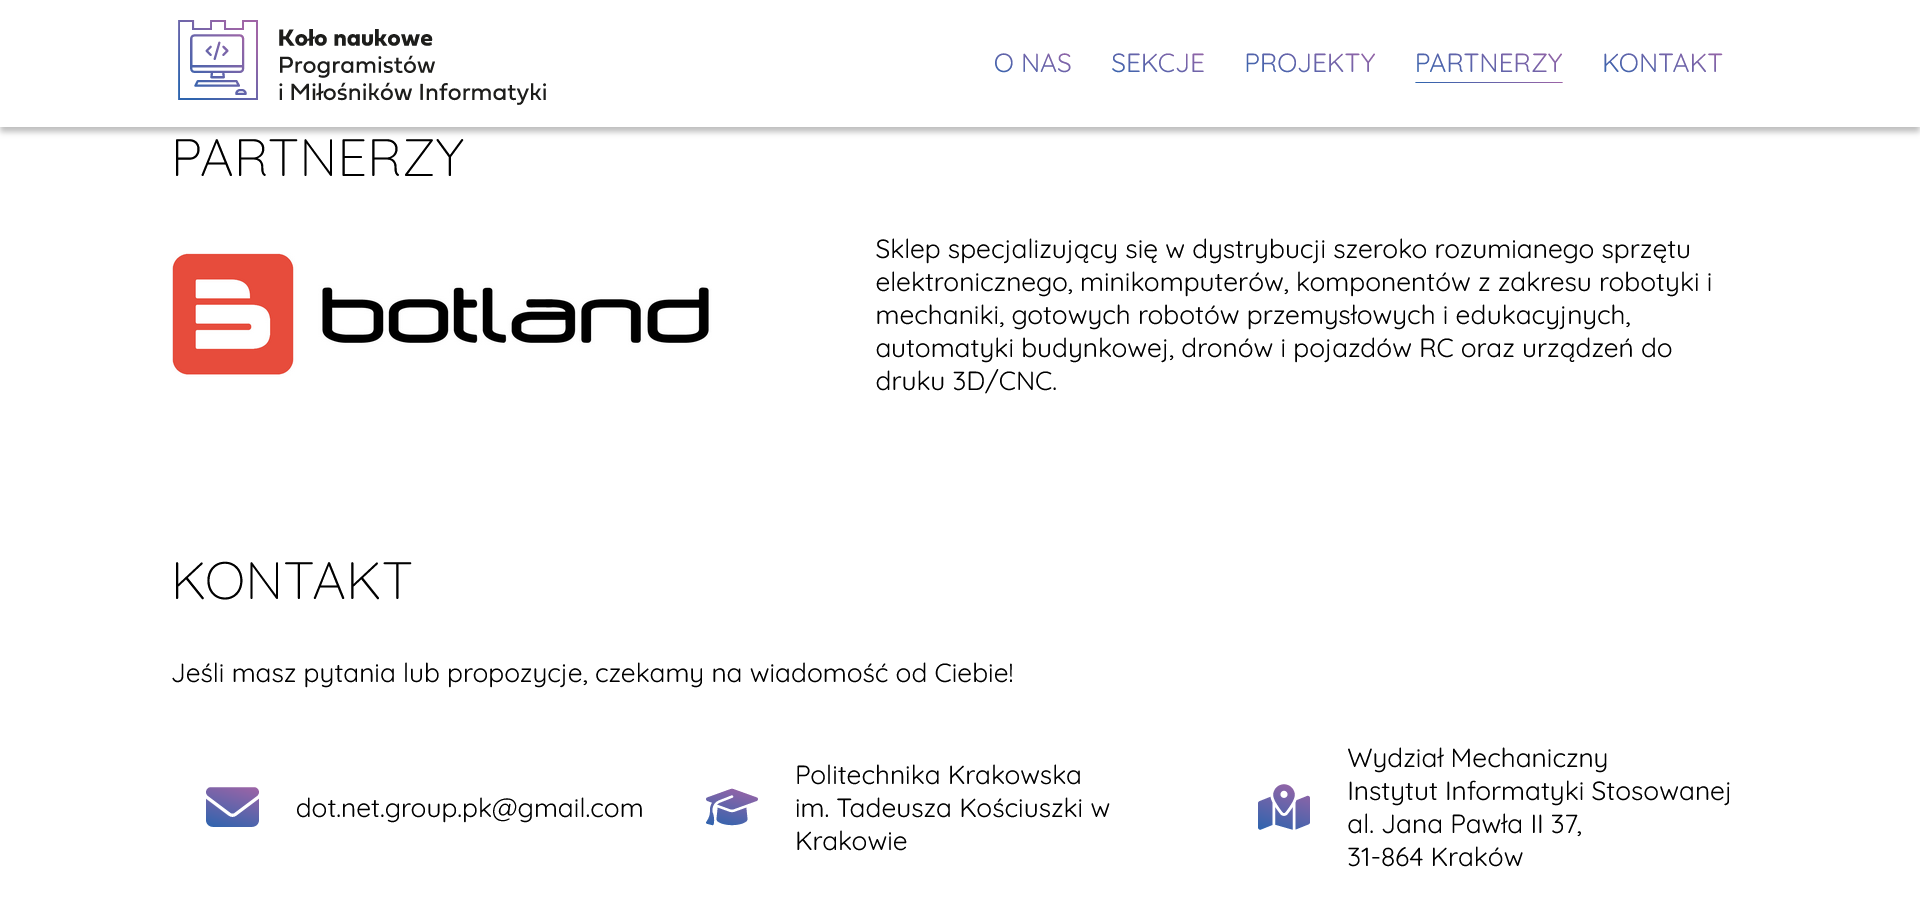 Koło naukowe
Programistów
i Miłośników Informatyki
O NAS SEKCJE PROJEKTY PARTNERZY KONTAKT
PARTNERZY
botland
Sklep specjalizujący się w dystrybucji szeroko rozumianego sprzętu
elektronicznego, minikomputerów, komponentów z zakresu robotyki i
mechaniki, gotowych robotów przemysłowych i edukacyjnych,
automatyki budynkowej, dronów i pojazdów RC oraz urządzeń do
druku 3D/CNC.
KONTAKT
Jeśli masz pytania lub propozycje, czekamy na wiadomość od Ciebie!
dot.net.group.pk@gmail.com
Politechnika Krakowska
im. Tadeusza Kościuszki w
Krakowie
Wydział Mechaniczny
Instytut Informatyki Stosowanej
al. Jana Pawła II 37,
31-864 Kraków